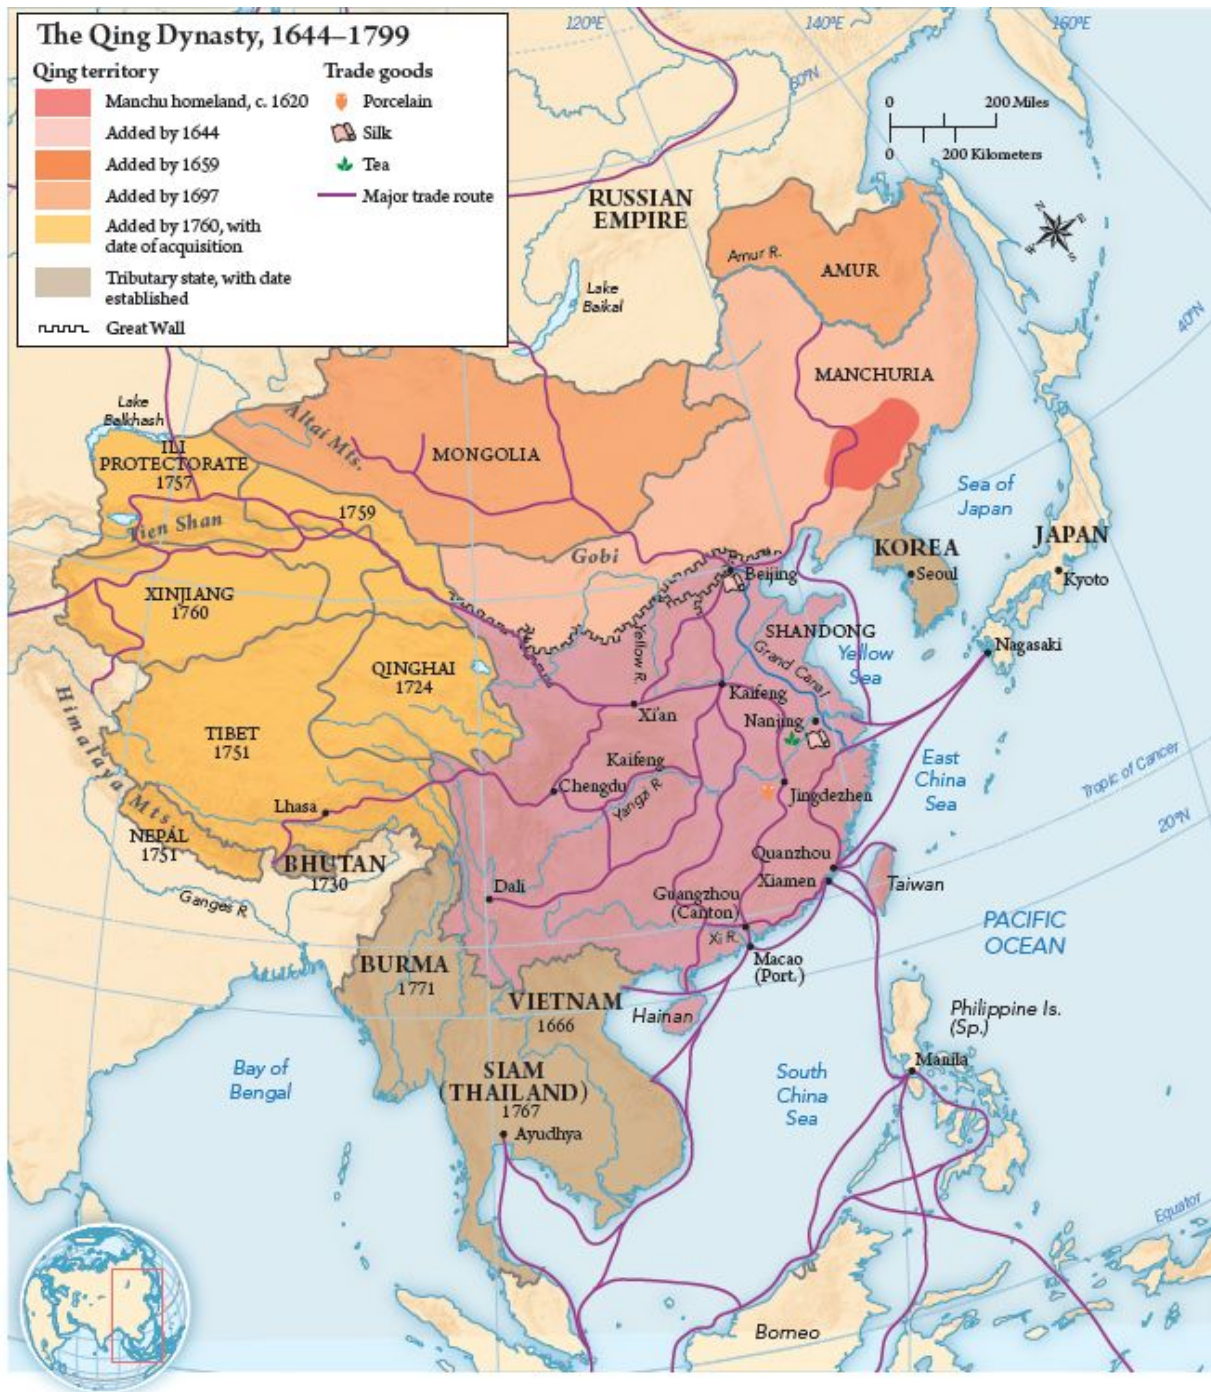 The Qing Dynasty, 1644–1799
Qing territory
Manchu homeland, c. 1620
Added by 1644
Added by 1659
Added by 1697
Added by 1760, with
date of acquisition
Tributary state, with date
established
Great Wall
Trade goods
Porcelain
Silk
Tea
Major trade route
120°E
140°E
160°E
60°N
0
200 Miles
0
200 Kilometers
N
E
W
S
RUSSIAN
EMPIRE
Amur R.
AMUR
Lake
Baikal
40°N
MANCHURIA
Lake
Balkhash
Altai Mts.
ILI
PROTECTORATE
1757
MONGOLIA
1759
Tien Shan
Gobi
Sea of
Japan
JAPAN
KOREA
Seoul
Kyoto
Beijing
XINJIANG
1760
SHANDONG
Yellow
Sea
Nagasaki
Yellow R.
Grand Canal
QINGHAI
1724
Kaifeng
Xi'an
Nanjing
Himalaya Mts.
TIBET
1751
Kaifeng
East
China
Sea
Tropic of Cancer
Chengdu
Yangzi R.
Jingdezhen
20°N
Lhasa
NEPAL
1751
BHUTAN
1730
Quanzhou
Xiamen
Taiwan
Ganges R.
Dali
Guangzhou
(Canton)
Xi R.
PACIFIC
OCEAN
BURMA
1771
Macao
(Port.)
VIETNAM
1666
Hainan
Philippine Is.
(Sp.)
Bay of
Bengal
SIAM
(THAILAND)
1767
Manila
South
China
Sea
Ayudhya
Equator
Borneo